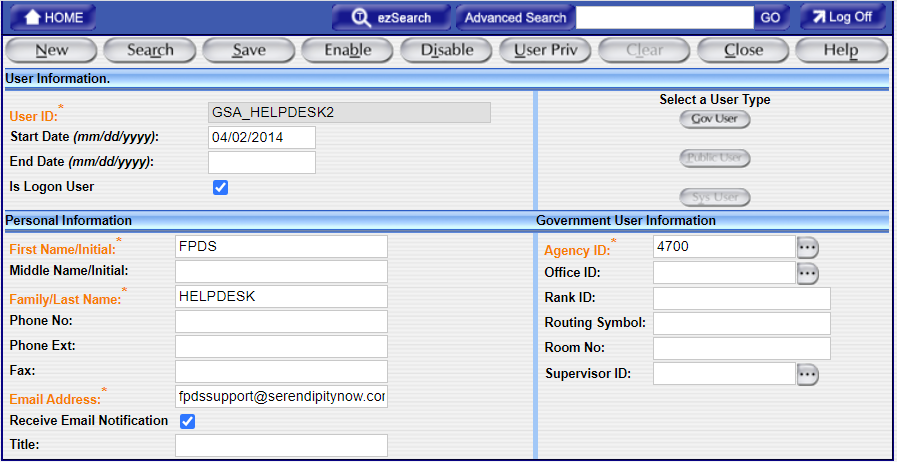 HOME ezSearch Advanced Search GO Log Off
New Search Save Enable Disable User Priv Clear Close Help
User Information.
User ID:* GSA_HELPDESK2
Start Date (mm/dd/yyyy): 04/02/2014
End Date (mm/dd/yyyy):
Is Logon User
Select a User Type
Gov User
Public User
Sys User
Personal Information
First Name/Initial:* FPDS
Middle Name/Initial:
Family/Last Name:* HELPDESK
Phone No:
Phone Ext:
Fax:
Email Address:* fpdssupport@serendipitynow.cor
Receive Email Notification
Title:
Government User Information
Agency ID:* 4700 ...
Office ID: ...
Rank ID:
Routing Symbol:
Room No:
Supervisor ID: ...